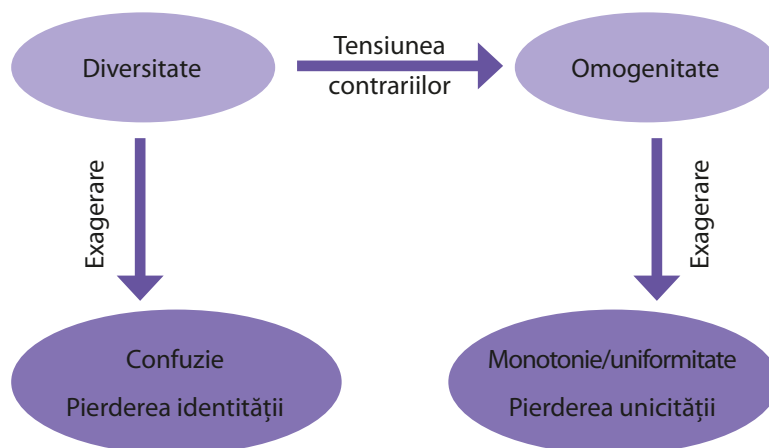 Diversitate
Tensiunea
contrariilor
Omogenitate
Exagerare
Exagerare
Confuzie
Pierderea identității
Monotonie/uniformitate
Pierderea unicității